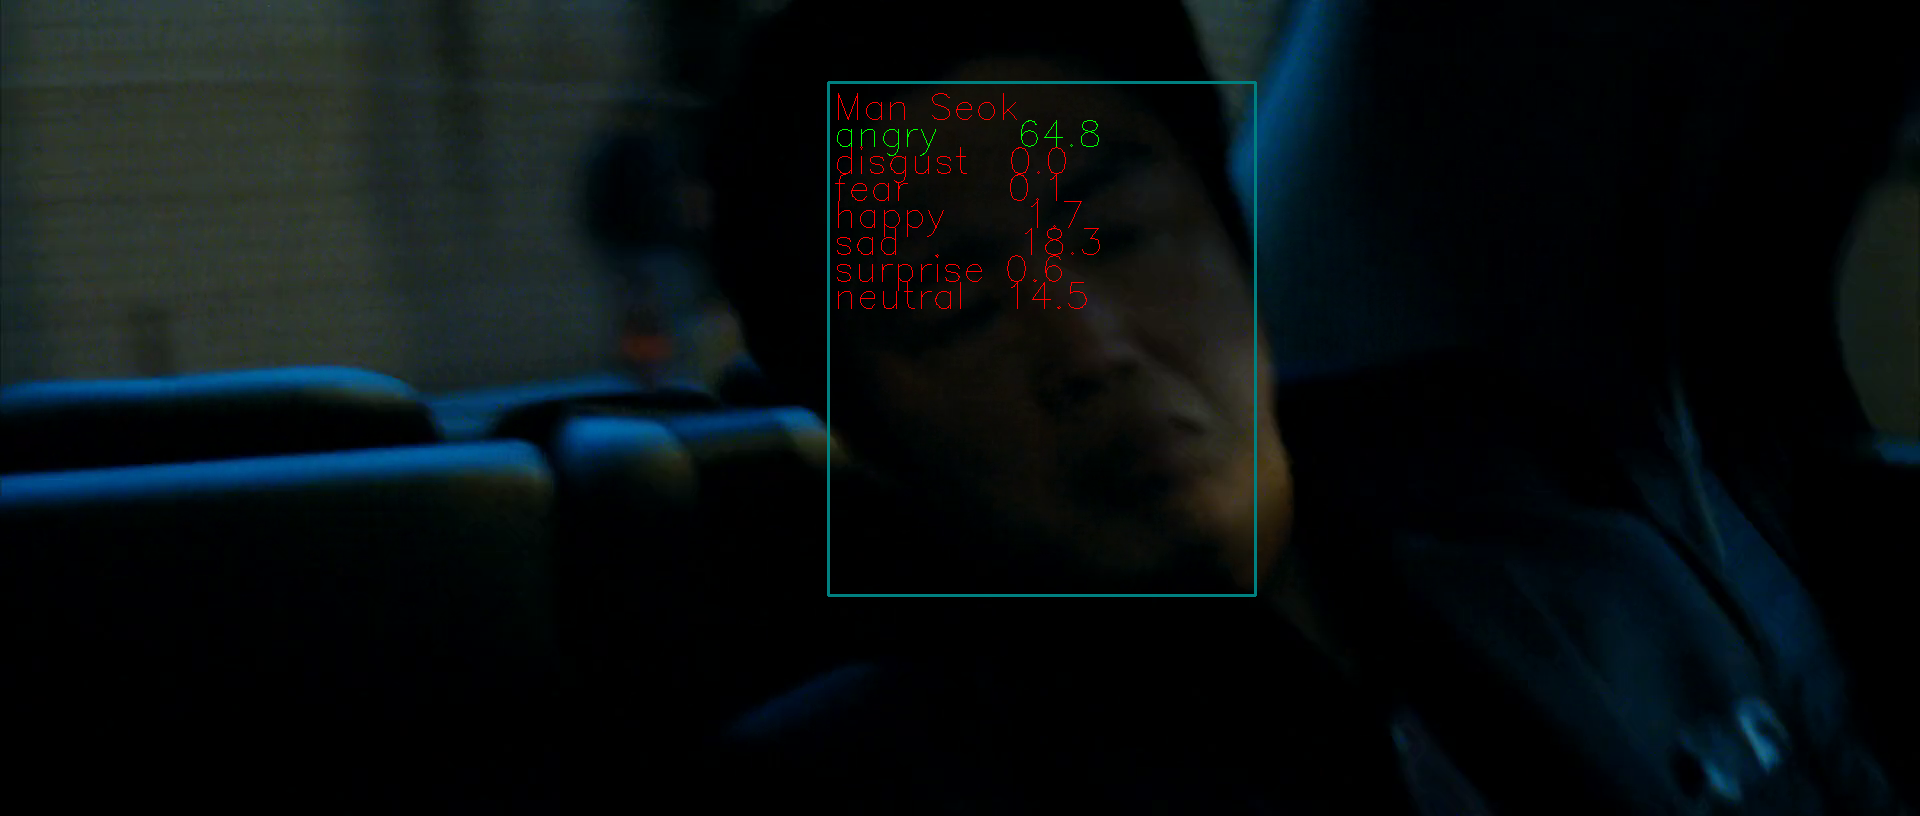 Man Seok
angry 64.8
disgust 0.0
fear 0.1
happy 1.7
sad 18.3
surprise 0.6
neutral 14.5